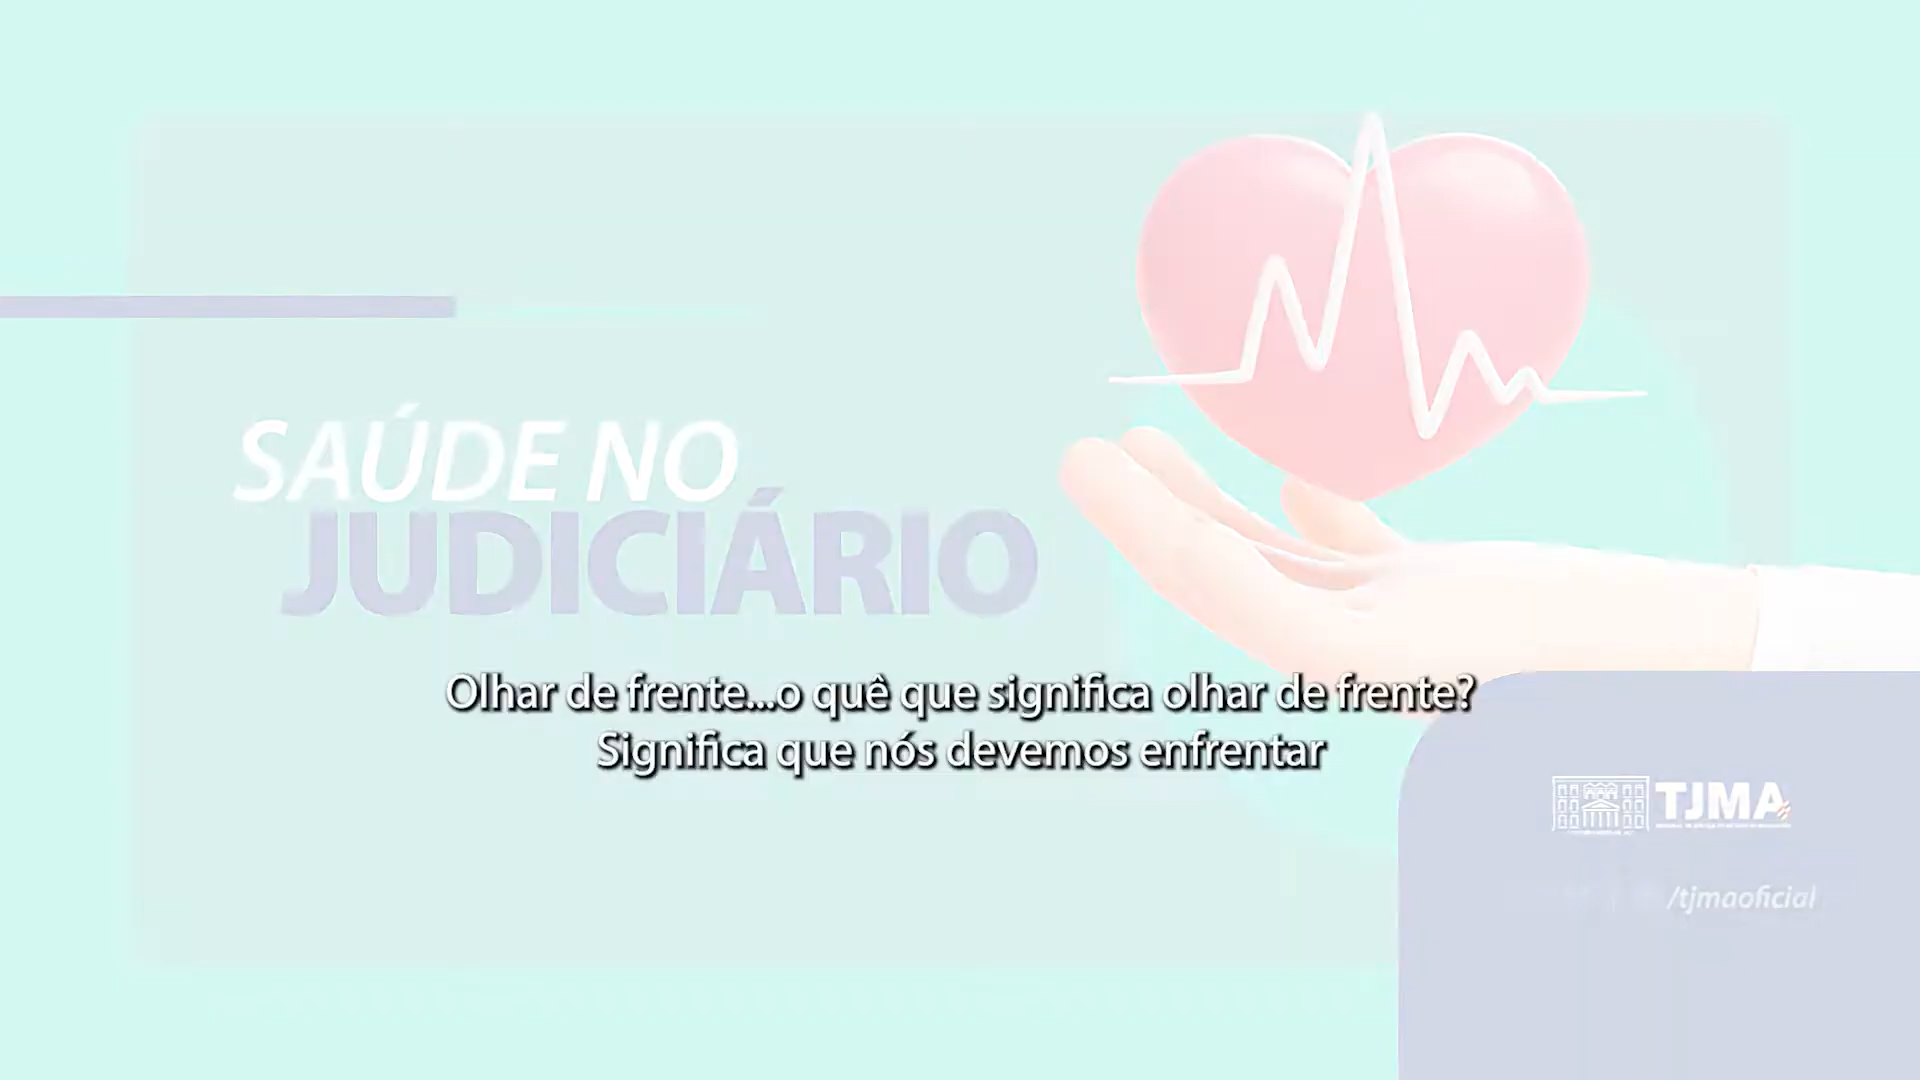 SAÚDE NO
JUDICIÁRIO
Olhar de frente...o quê que significa olhar de frente?
Significa que nós devemos enfrentar
TJMA
/tjmaoficial